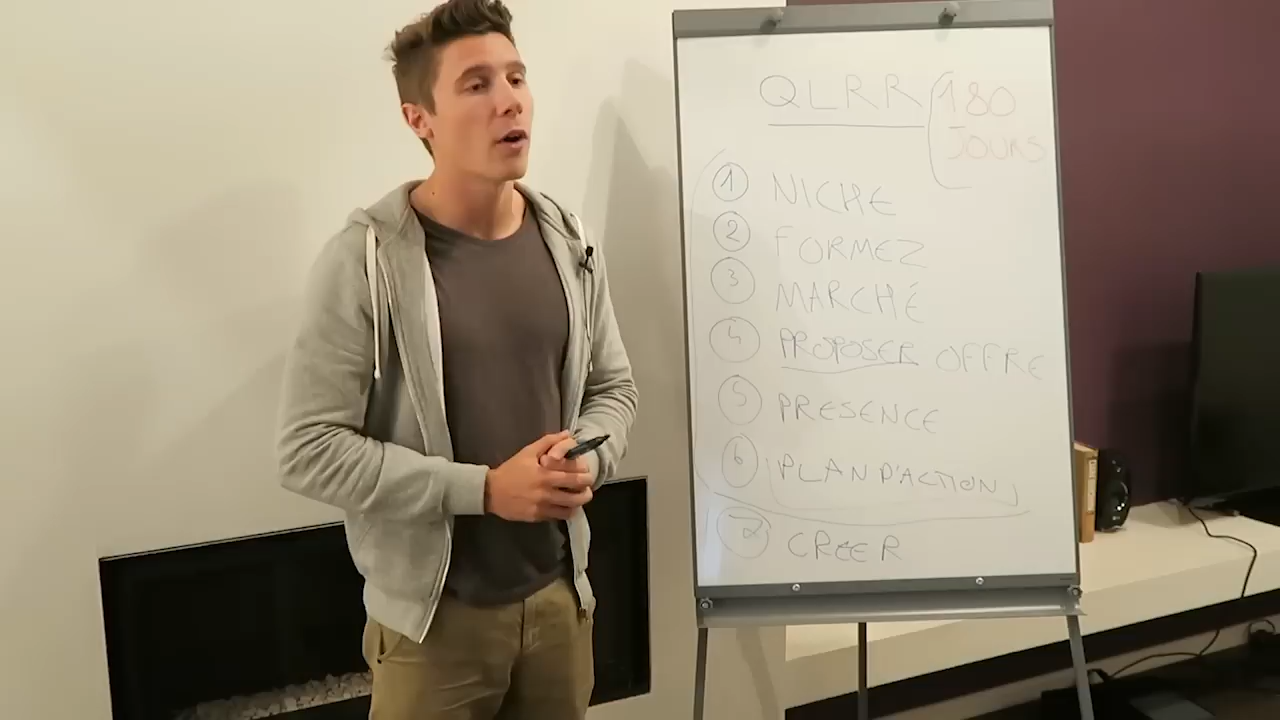 QLRR (180
JOURS
1 NICHE
2 FORMEZ
3 MARCHÉ
4 PROPOSER OFFRE
5 PRESENCE
6 PLAN D'ACTION
7 CRÉER